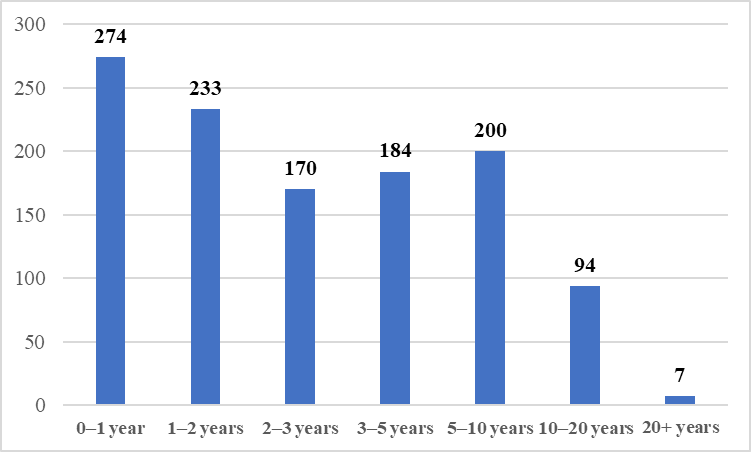 300
250
200
150
100
50
0
274
233
170
184
200
94
7
0–1 year
1–2 years
2–3 years
3–5 years
5–10 years
10–20 years
20+ years